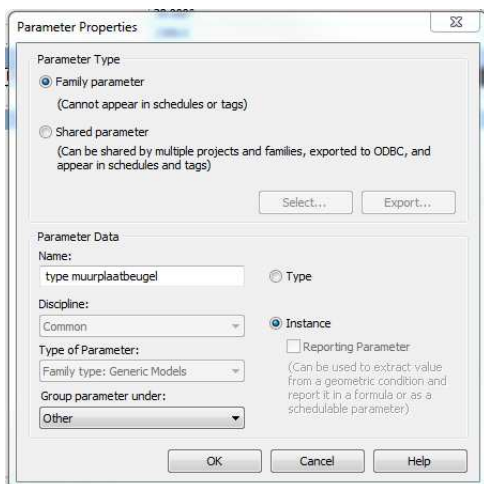 Parameter Properties
Parameter Type
Family parameter
(Cannot appear in schedules or tags)
Shared parameter
(Can be shared by multiple projects and families, exported to ODBC, and
appear in schedules and tags)
Select... Export...
Parameter Data
Name:
type muurplaatbeugel
Type
Discipline:
Common
Instance
Type of Parameter:
Reporting Parameter
Family type: Generic Models
(Can be used to extract value
from a geometric condition and
report it in a formula or as a
schedulable parameter)
Group parameter under:
Other
OK Cancel Help